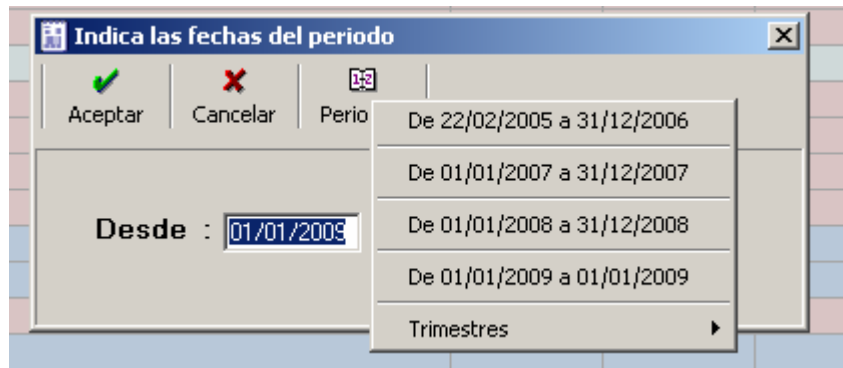 Indica las fechas del periodo
Aceptar
Cancelar
Perio
De 22/02/2005 a 31/12/2006
De 01/01/2007 a 31/12/2007
De 01/01/2008 a 31/12/2008
De 01/01/2009 a 01/01/2009
Trimestres
Desde : 01/01/2009